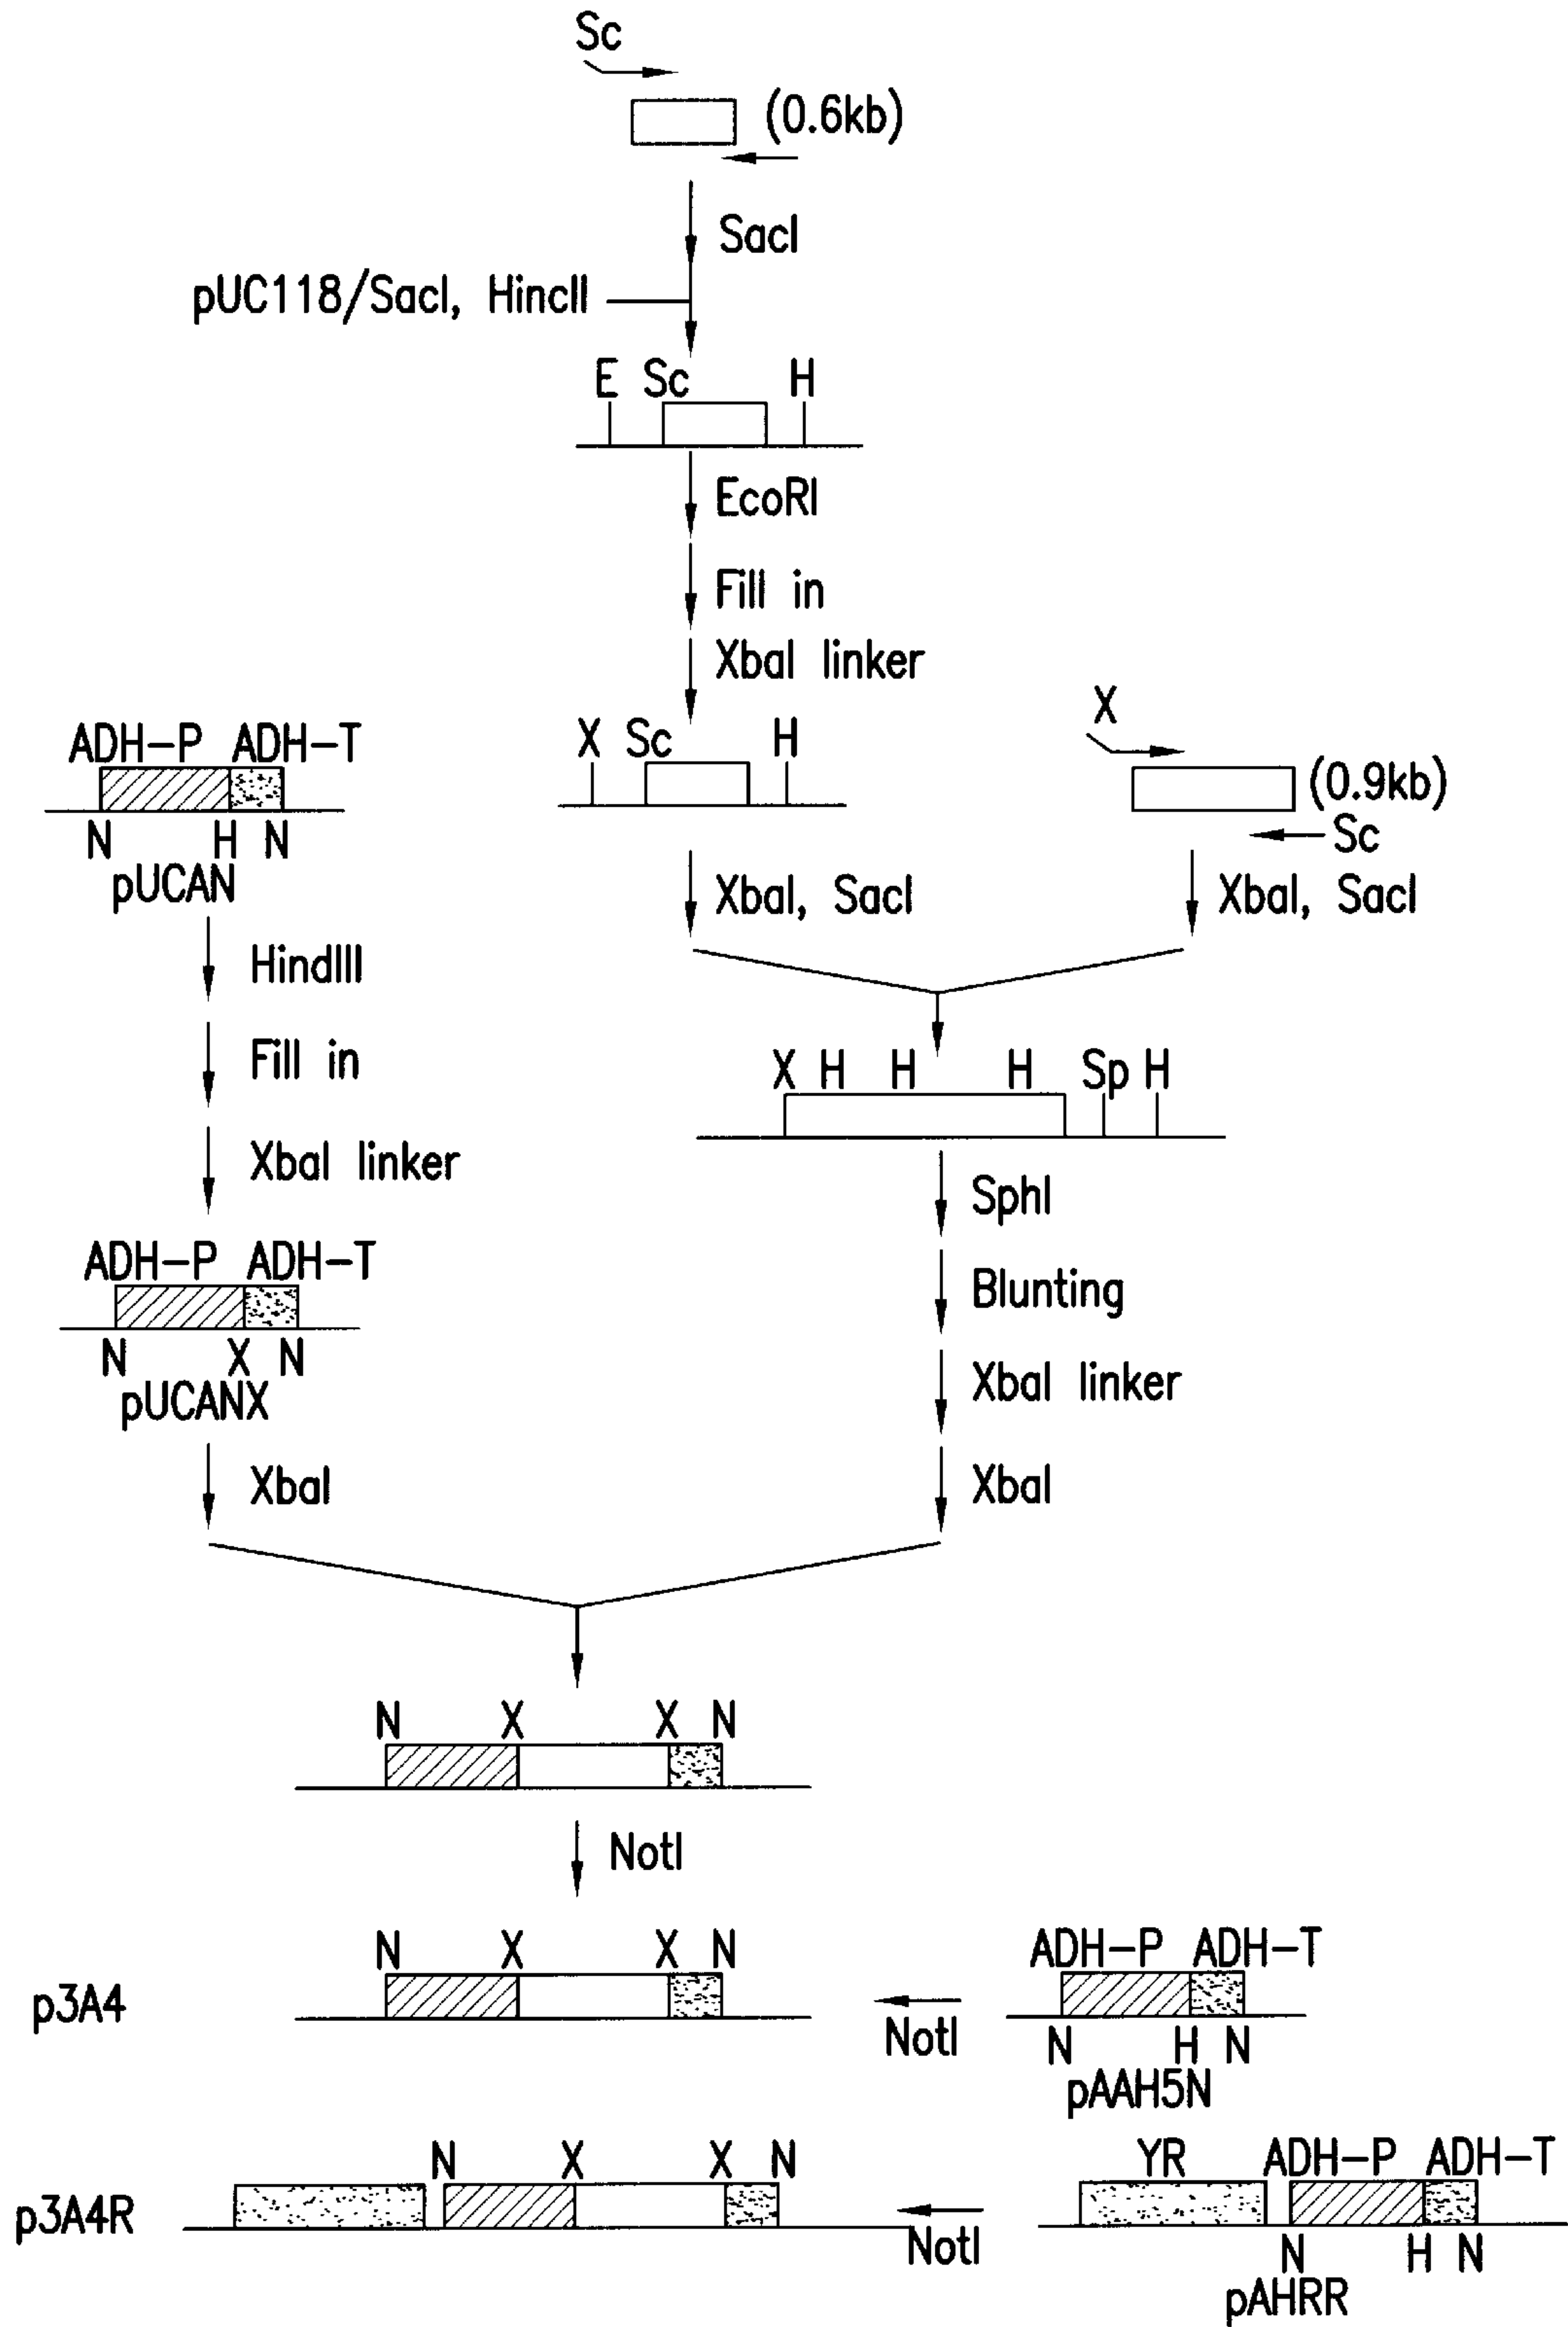 Sc
(0.6kb)
SacI
pUC118/SacI, HincII
E Sc H
EcoRI
Fill in
XbaI linker
X Sc H
X
(0.9kb)
Sc
ADH-P ADH-T
N H N
pUCAN
XbaI, SacI
XbaI, SacI
HindIII
Fill in
XbaI linker
X H H H Sp H
SphI
Blunting
XbaI linker
XbaI
ADH-P ADH-T
N X N
pUCANX
XbaI
N X X N
NotI
p3A4
N X X N
NotI
ADH-P ADH-T
N H N
pAAH5N
p3A4R
N X X N
NotI
YR ADH-P ADH-T
N H N
pAHRR